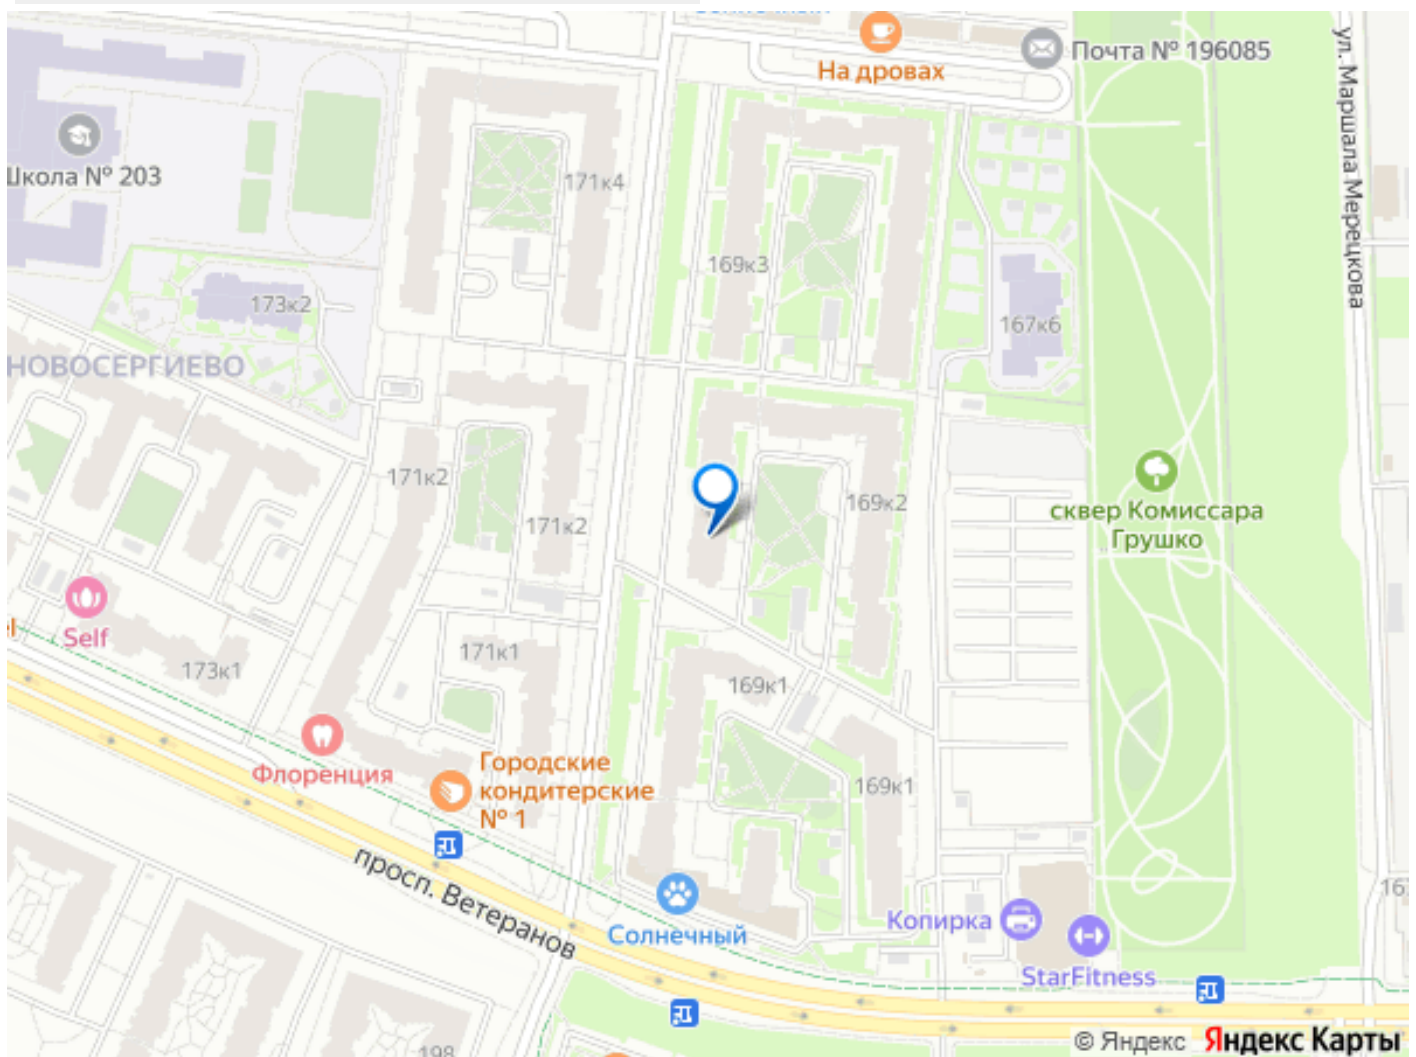 На дровах
Почта № 196085
ул. Маршала Мерецкова
Школа № 203
171к4
169к3
173к2
167к6
НОВОСЕРГИЕВО
171к2
169к2
171к2
сквер Комиссара
Грушко
Self
173к1
171к1
169к1
Флоренция
Городские
кондитерские
№ 1
169к1
просп. Ветеранов
Солнечный
Копирка
StarFitness
198
© Яндекс Яндекс Карты